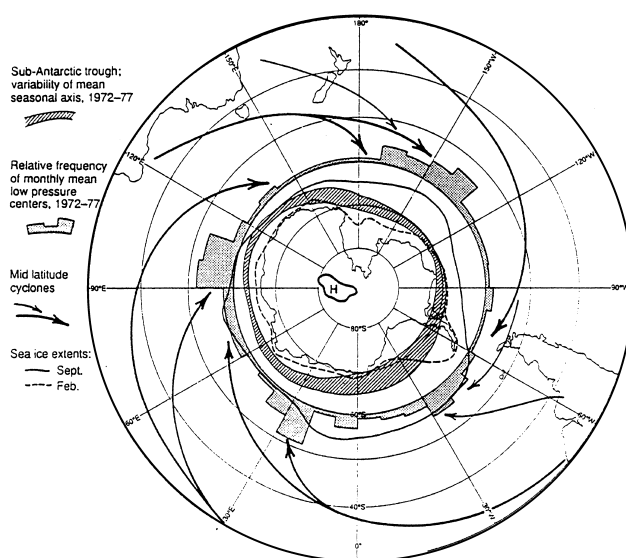 Sub-Antarctic trough;
variability of mean
seasonal axis, 1972–77
Relative frequency
of monthly mean
low pressure
centers, 1972–77
Mid latitude
cyclones
Sea ice extents:
Sept.
Feb.
180°
150°E
150°W
120°E
120°W
90°E
H
90°W
80°S
60°E
60°S
60°W
40°S
30°E
30°W
0°